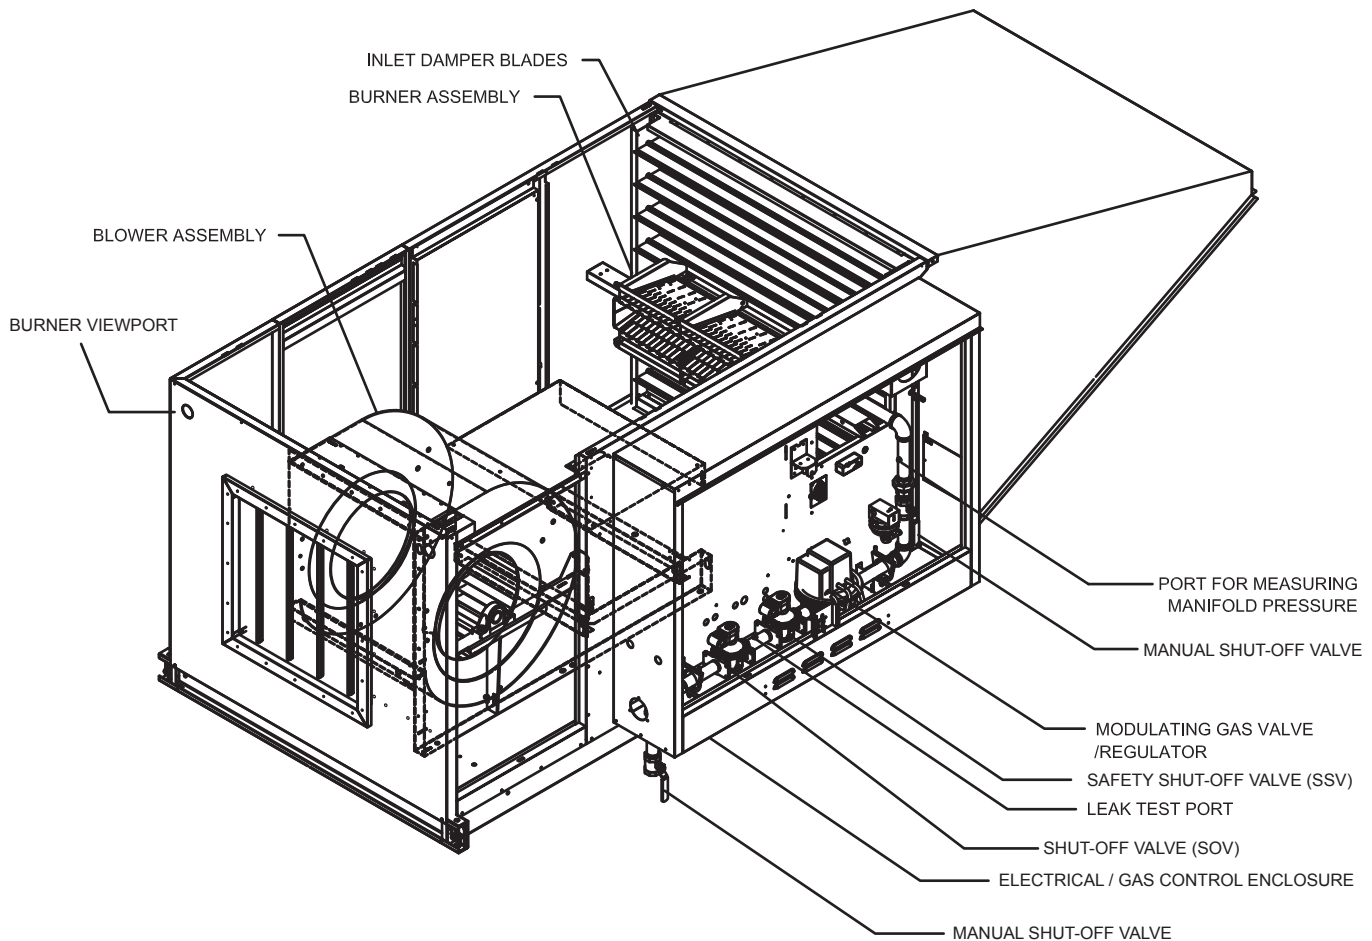 INLET DAMPER BLADES
BURNER ASSEMBLY
BLOWER ASSEMBLY
BURNER VIEWPORT
PORT FOR MEASURING
MANIFOLD PRESSURE
MANUAL SHUT-OFF VALVE
MODULATING GAS VALVE
/REGULATOR
SAFETY SHUT-OFF VALVE (SSV)
LEAK TEST PORT
SHUT-OFF VALVE (SOV)
ELECTRICAL / GAS CONTROL ENCLOSURE
MANUAL SHUT-OFF VALVE